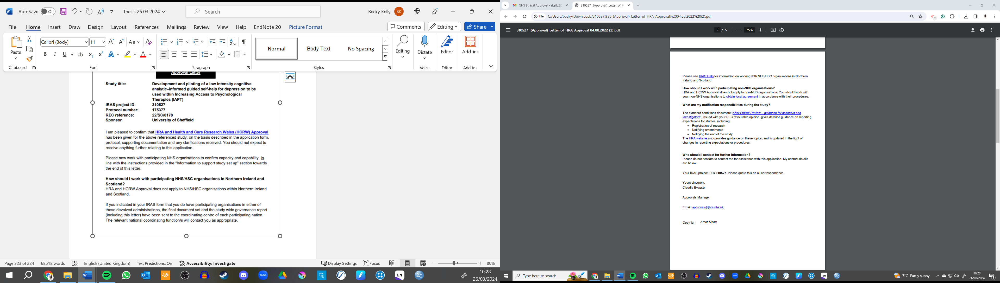 AutoSave Off
Thesis 25.03.2024
Search
Becky Kelly BK
File Home Insert Draw Design Layout References Mailings Review View Help EndNote 20 Picture Format
Comments Editing Share
Paste
Clipboard
Calibri (Body) 11
Font
Paragraph
Normal Body Text No Spacing
Styles
Editing
Dictate
Voice
Editor
Editor
Add-ins
Add-ins
Approval Letter
Study title: Development and piloting of a low intensity cognitive
analytic–informed guided self-help for depression to be
used within Increasing Access to Psychological
Therapies (IAPT)
IRAS project ID: 310527
Protocol number: 175377
REC reference: 22/SC/0178
Sponsor University of Sheffield
I am pleased to confirm that HRA and Health and Care Research Wales (HCRW) Approval
has been given for the above referenced study, on the basis described in the application form,
protocol, supporting documentation and any clarifications received. You should not expect to
receive anything further relating to this application.
Please now work with participating NHS organisations to confirm capacity and capability, in
line with the instructions provided in the “Information to support study set up” section towards
the end of this letter.
How should I work with participating NHS/HSC organisations in Northern Ireland and
Scotland?
HRA and HCRW Approval does not apply to NHS/HSC organisations within Northern Ireland
and Scotland.
If you indicated in your IRAS form that you do have participating organisations in either of
these devolved administrations, the final document set and the study wide governance report
(including this letter) have been sent to the coordinating centre of each participating nation.
The relevant national coordinating function/s will contact you as appropriate.
Page 323 of 324 68518 words English (United Kingdom) Text Predictions: On Accessibility: Investigate Display Settings Focus 80%
zoom EN
10:28
26/03/2024
NHS Ethical Approval - rkelly2@
310527 _(Approval)_Letter_of_H
File C:/Users/becky/Downloads/310527%20_(Approval)_Letter_of_HRA_Approval%2004.08.2022%20(2).pdf
310527 _(Approval)_Letter_of_HRA_Approval 04.08.2022 (2).pdf
2 / 5 75%
Please see IRAS Help for information on working with NHS/HSC organisations in Northern
Ireland and Scotland.
How should I work with participating non-NHS organisations?
HRA and HCRW Approval does not apply to non-NHS organisations. You should work with
your non-NHS organisations to obtain local agreement in accordance with their procedures.
What are my notification responsibilities during the study?
The standard conditions document “After Ethical Review – guidance for sponsors and
investigators”, issued with your REC favourable opinion, gives detailed guidance on reporting
expectations for studies, including:
• Registration of research
• Notifying amendments
• Notifying the end of the study
The HRA website also provides guidance on these topics, and is updated in the light of
changes in reporting expectations or procedures.
Who should I contact for further information?
Please do not hesitate to contact me for assistance with this application. My contact details
are below.
Your IRAS project ID is 310527. Please quote this on all correspondence.
Yours sincerely,
Claudia Bywater
Approvals Manager
Email: approvals@hra.nhs.uk
Copy to: Amrit Sinha
Type here to search
zoom EN
7°C Partly sunny
10:28
26/03/2024